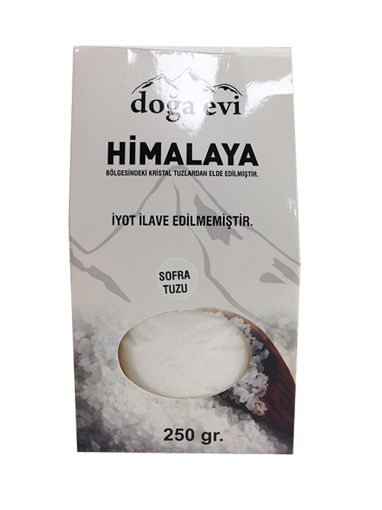 doğa evi
HİMALAYA
BÖLGESİNDEKİ KRİSTAL TUZLARDAN ELDE EDİLMİŞTİR.
İYOT İLAVE EDİLMEMİŞTİR.
SOFRA
TUZU
250 gr.